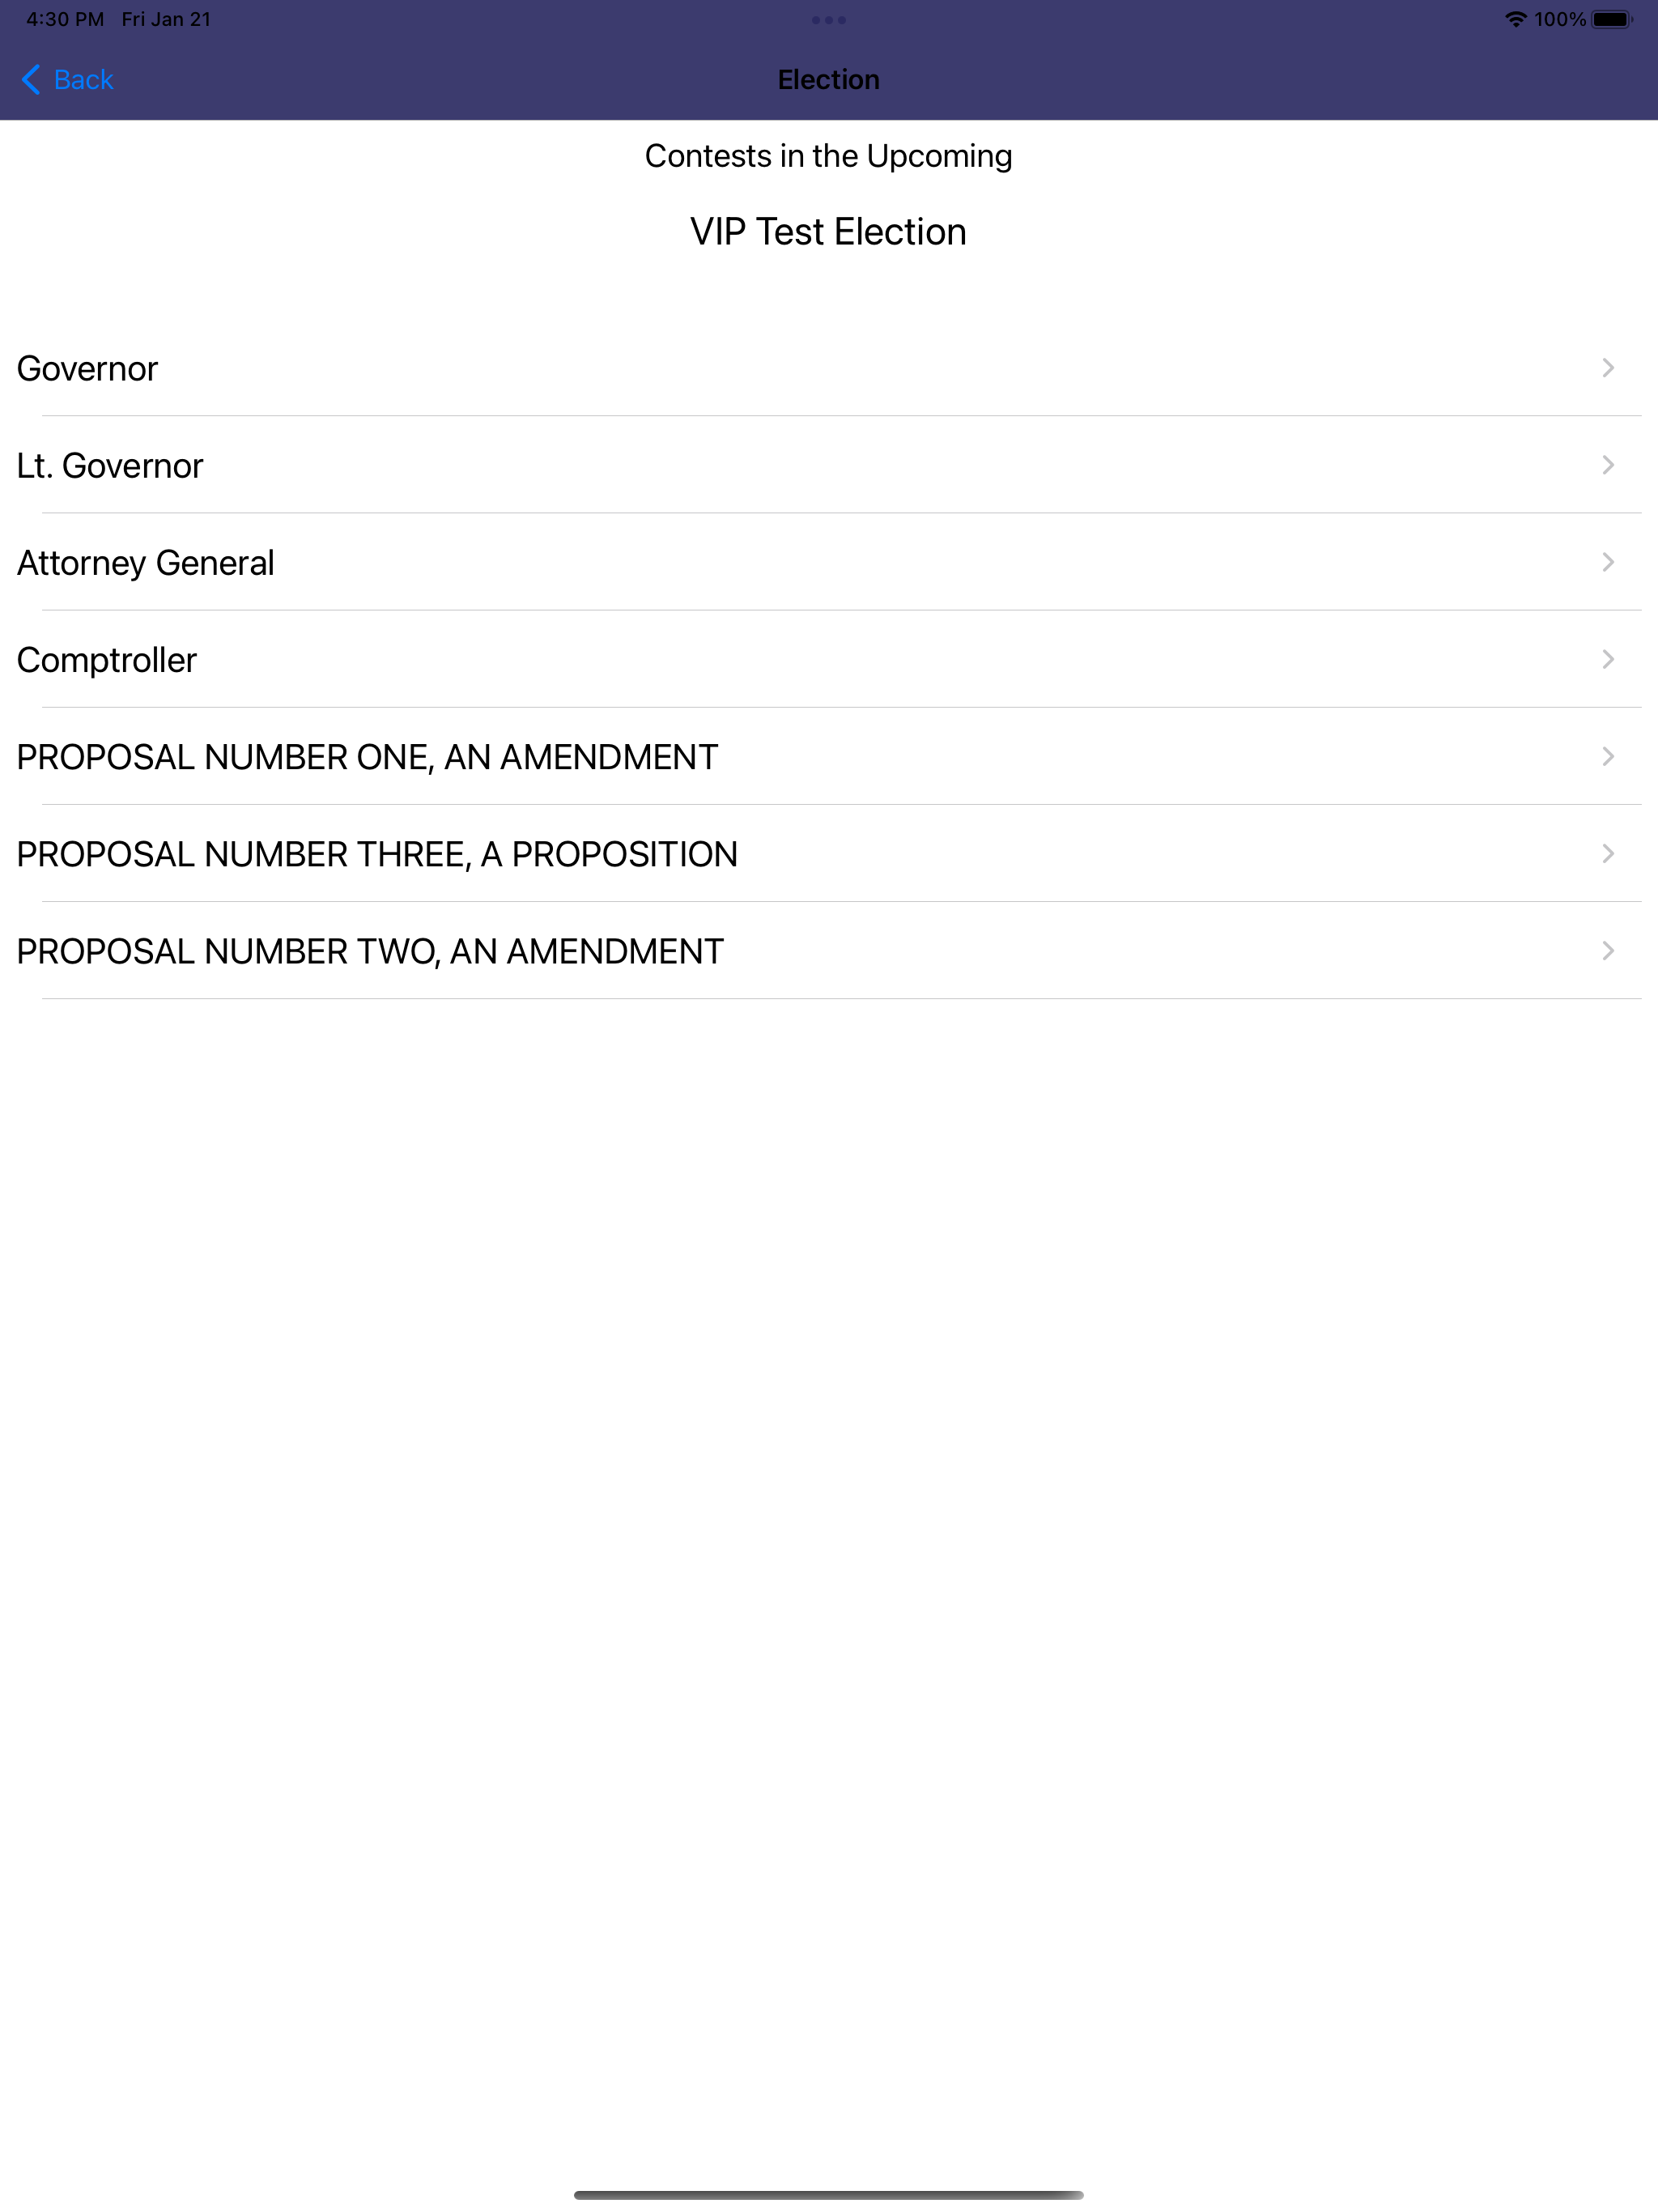 4:30 PM Fri Jan 21 100%
Back Election
Contests in the Upcoming
VIP Test Election
Governor
Lt. Governor
Attorney General
Comptroller
PROPOSAL NUMBER ONE, AN AMENDMENT
PROPOSAL NUMBER THREE, A PROPOSITION
PROPOSAL NUMBER TWO, AN AMENDMENT